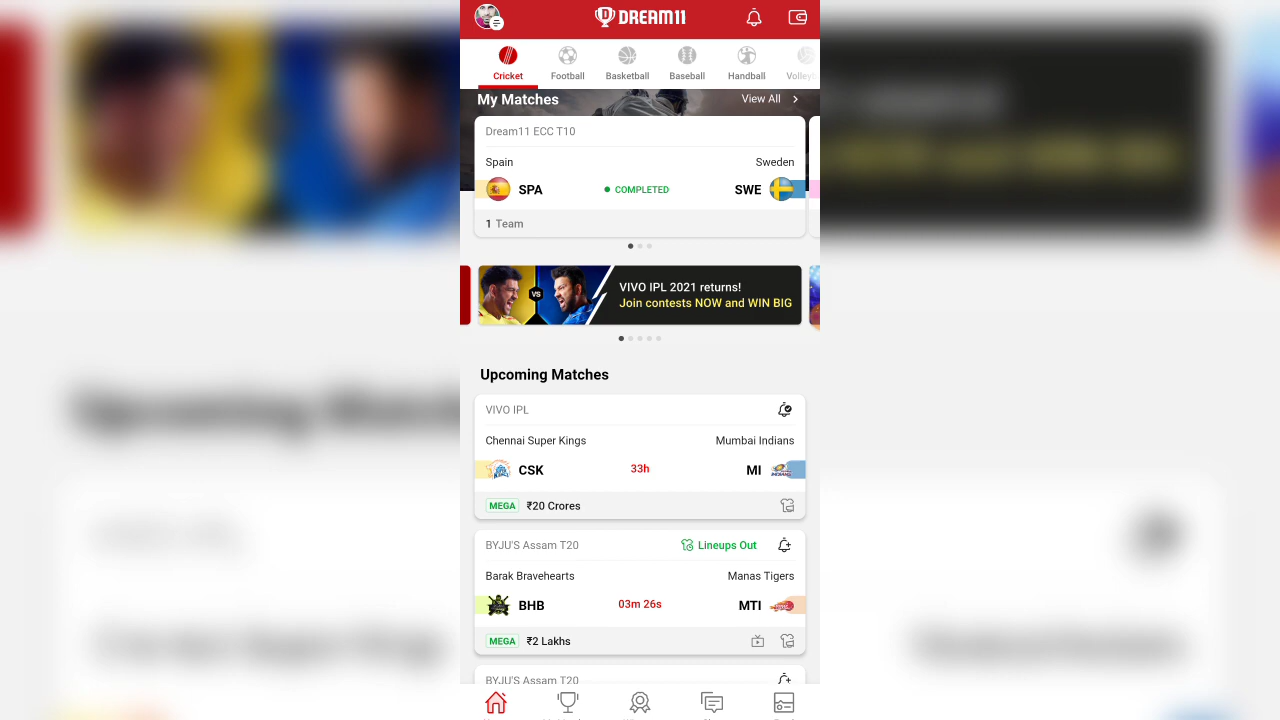 DREAM11
Cricket Football Basketball Baseball Handball
My Matches View All
Dream11 ECC T10
Spain Sweden
SPA COMPLETED SWE
1 Team
VS
VIVO IPL 2021 returns!
Join contests NOW and WIN BIG
Upcoming Matches
VIVO IPL
Chennai Super Kings Mumbai Indians
CSK 33h MI
MEGA ₹20 Crores
BYJU'S Assam T20 Lineups Out
Barak Bravehearts Manas Tigers
BHB 03m 26s MTI
MEGA ₹2 Lakhs
BYJU'S Assam T20